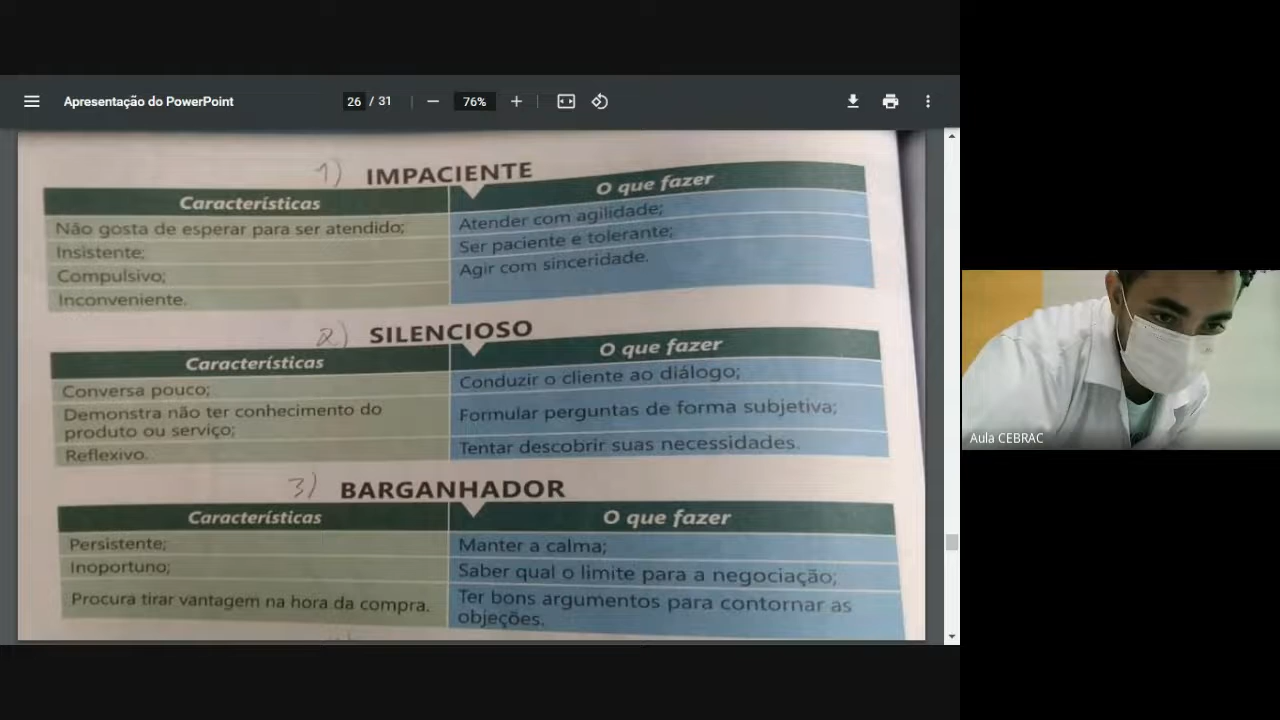 Apresentação do PowerPoint
26 / 31
76%
1) IMPACIENTE
Características
O que fazer
Não gosta de esperar para ser atendido;
Insistente;
Compulsivo;
Inconveniente.
Atender com agilidade;
Ser paciente e tolerante;
Agir com sinceridade.
2) SILENCIOSO
Características
O que fazer
Conversa pouco;
Demonstra não ter conhecimento do
produto ou serviço;
Reflexivo.
Conduzir o cliente ao diálogo;
Formular perguntas de forma subjetiva;
Tentar descobrir suas necessidades.
3) BARGANHADOR
Características
O que fazer
Persistente;
Inoportuno;
Procura tirar vantagem na hora da compra.
Manter a calma;
Saber qual o limite para a negociação;
Ter bons argumentos para contornar as
objeções.
Aula CEBRAC